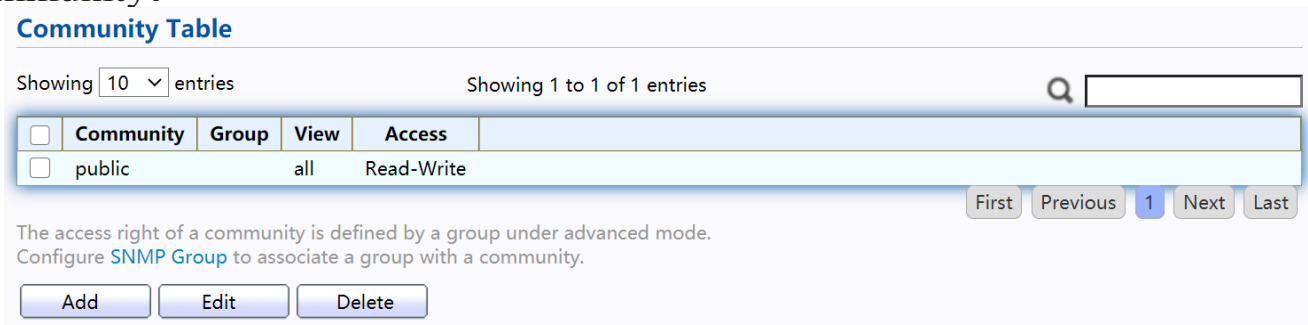 Community Table
Showing 10 entries Showing 1 to 1 of 1 entries
Community Group View Access
public all Read-Write
First Previous 1 Next Last
The access right of a community is defined by a group under advanced mode.
Configure SNMP Group to associate a group with a community.
Add Edit Delete